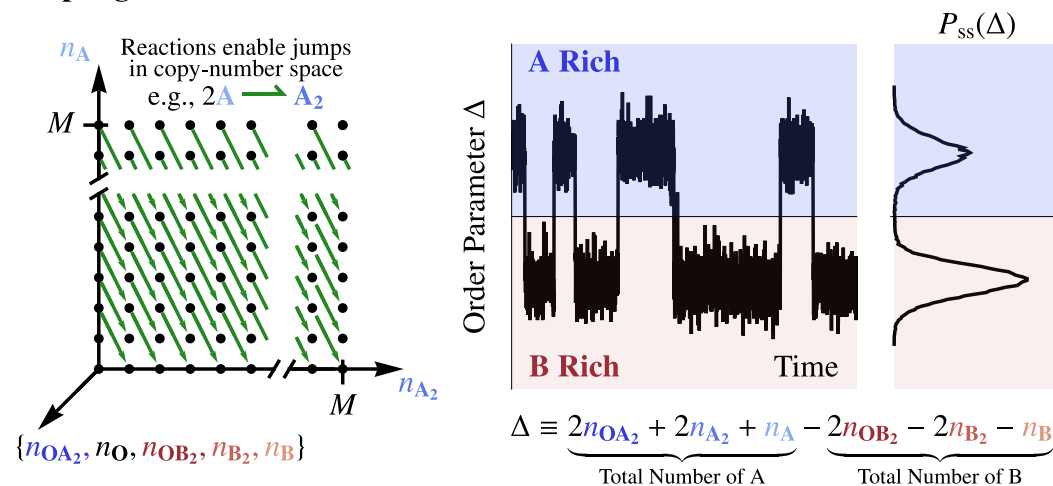 Reactions enable jumps
in copy-number space
e.g., 2A → A₂
n_A
M
M
n_A₂
{n_OA₂, n_O, n_OB₂, n_B₂, n_B}
P_ss(Δ)
A Rich
Order Parameter Δ
B Rich
Time
Δ ≡ 2n_OA₂ + 2n_A₂ + n_A − 2n_OB₂ − 2n_B₂ − n_B
Total Number of A
Total Number of B